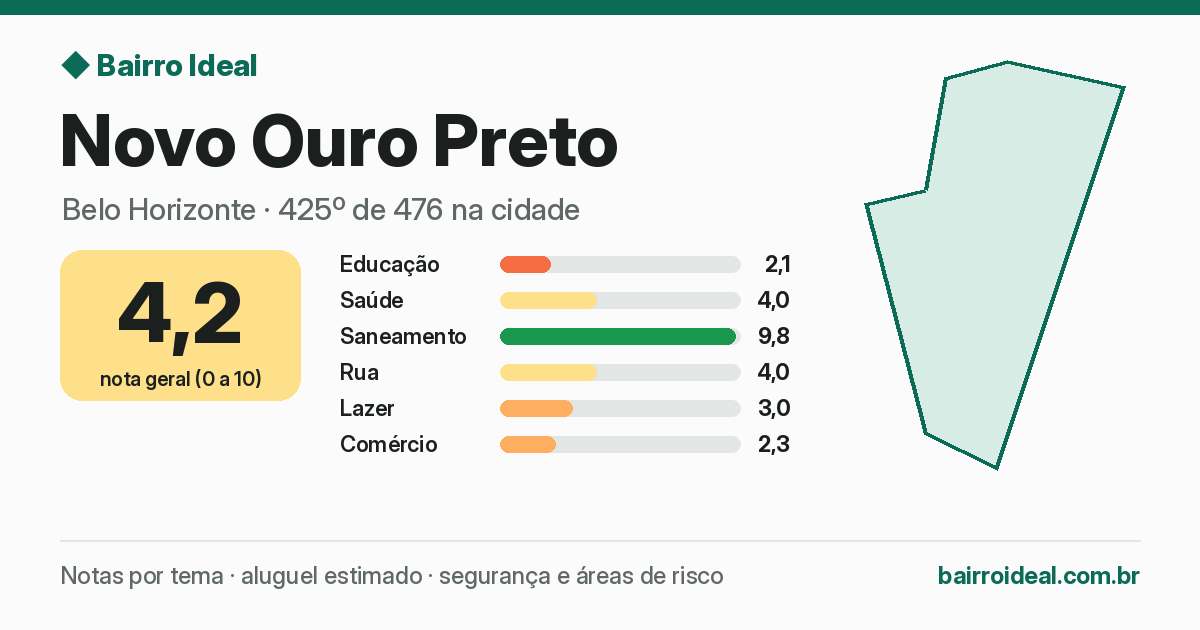 Bairro Ideal
Novo Ouro Preto
Belo Horizonte · 425º de 476 na cidade
4,2
nota geral (0 a 10)
Educação 2,1
Saúde 4,0
Saneamento 9,8
Rua 4,0
Lazer 3,0
Comércio 2,3
Notas por tema · aluguel estimado · segurança e áreas de risco
bairroideal.com.br